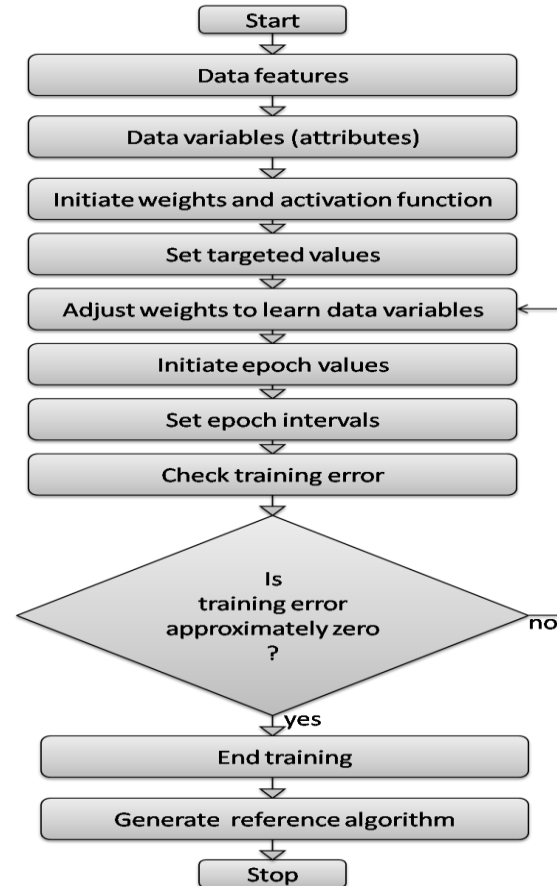 Start
Data features
Data variables (attributes)
Initiate weights and activation function
Set targeted values
Adjust weights to learn data variables
Initiate epoch values
Set epoch intervals
Check training error
Is
training error
approximately zero
?
no
yes
End training
Generate reference algorithm
Stop